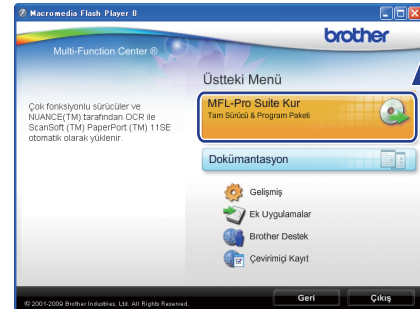 Macromedia Flash Player 8
brother
Multi-Function Center ®
Üstteki Menü
Çok fonksiyonlu sürücüler ve
NUANCE(TM) tarafından OCR ile
ScanSoft (TM) PaperPort (TM) 11SE
otomatik olarak yüklenir.
MFL-Pro Suite Kur
Tam Sürücü & Program Paketi
Dokümantasyon
Gelişmiş
Ek Uygulamalar
Brother Destek
Çevirimiçi Kayıt
© 2001-2009 Brother Industries, Ltd. All Rights Reserved.
Geri
Çıkış